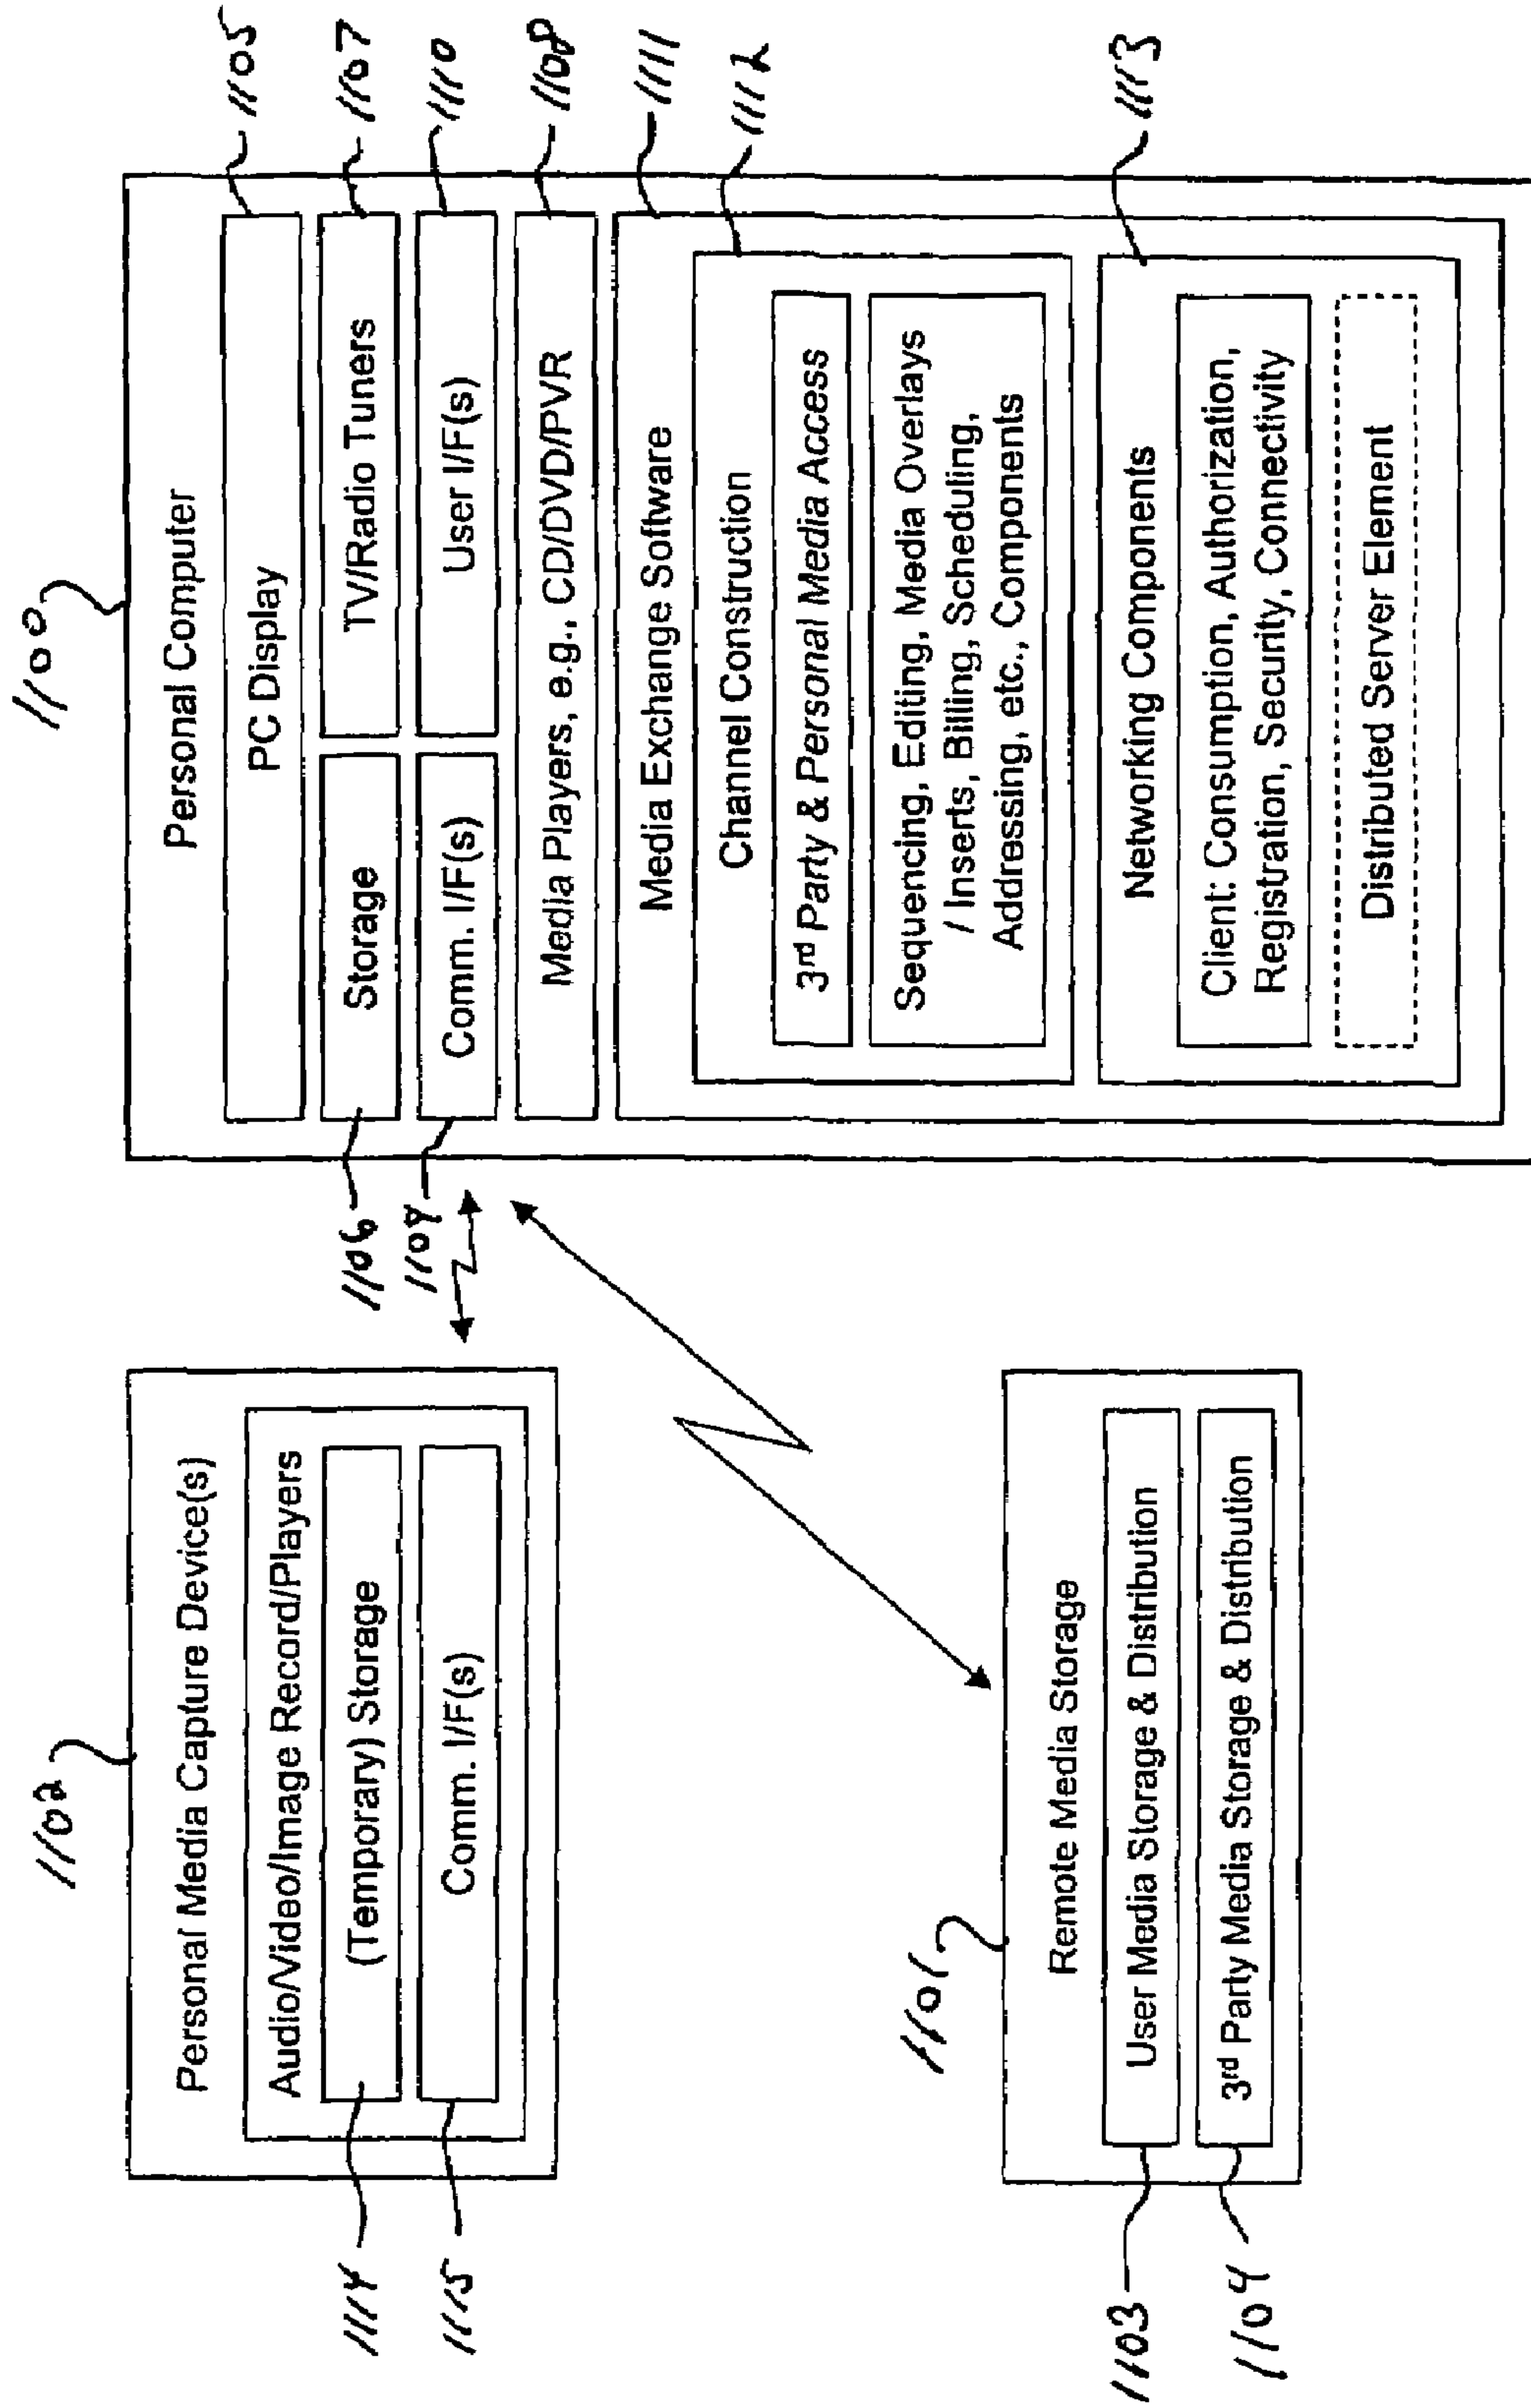 1102
Personal Media Capture Device(s)
Audio/Video/Image Record/Players
(Temporary) Storage
1114
Comm. I/F(s)
1115
1101
Remote Media Storage
User Media Storage & Distribution
1103
3rd Party Media Storage & Distribution
1104
1100
Personal Computer
PC Display
1105
1106
Storage
TV/Radio Tuners
1107
1109
Comm. I/F(s)
User I/F(s)
1110
Media Players, e.g., CD/DVD/PVR
1108
Media Exchange Software
1111
Channel Construction
1112
3rd Party & Personal Media Access
Sequencing, Editing, Media Overlays
/ Inserts, Billing, Scheduling,
Addressing, etc., Components
Networking Components
1113
Client: Consumption, Authorization,
Registration, Security, Connectivity
Distributed Server Element